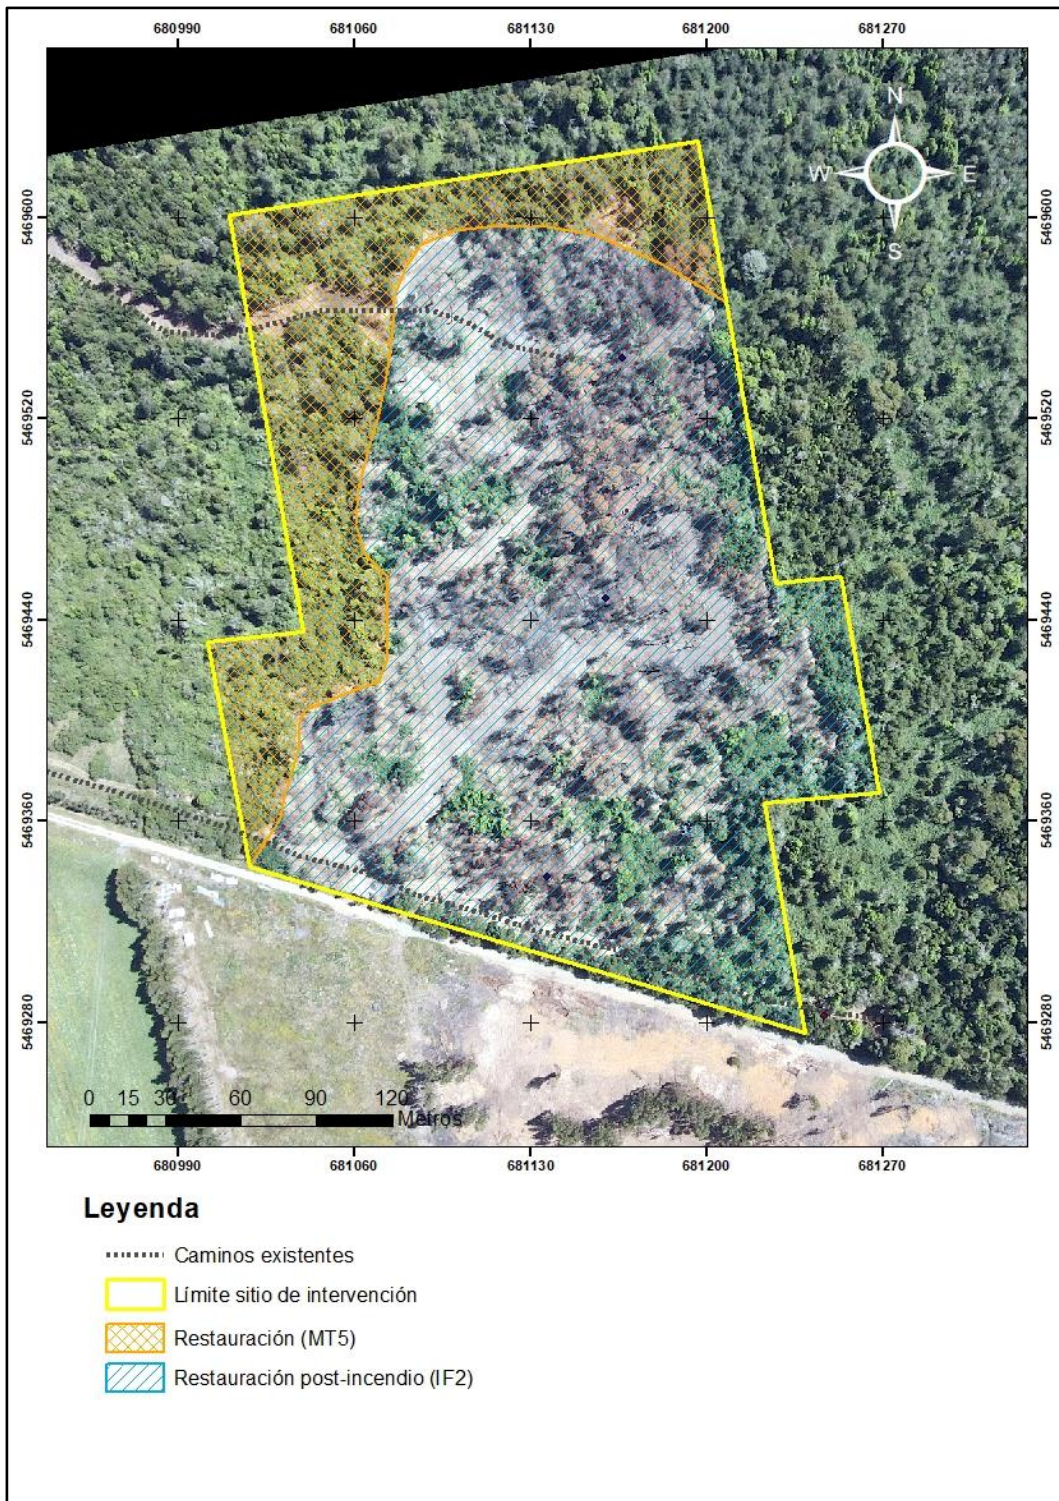 680990 681060 681130 681200 681270
N
W E
S
5469600 5469600
5469520 5469520
5469440 5469440
5469360 5469360
5469280 5469280
0 15 30 60 90 120
Metros
680990 681060 681130 681200 681270
Leyenda
Caminos existentes
Límite sitio de intervención
Restauración (MT5)
Restauración post-incendio (IF2)